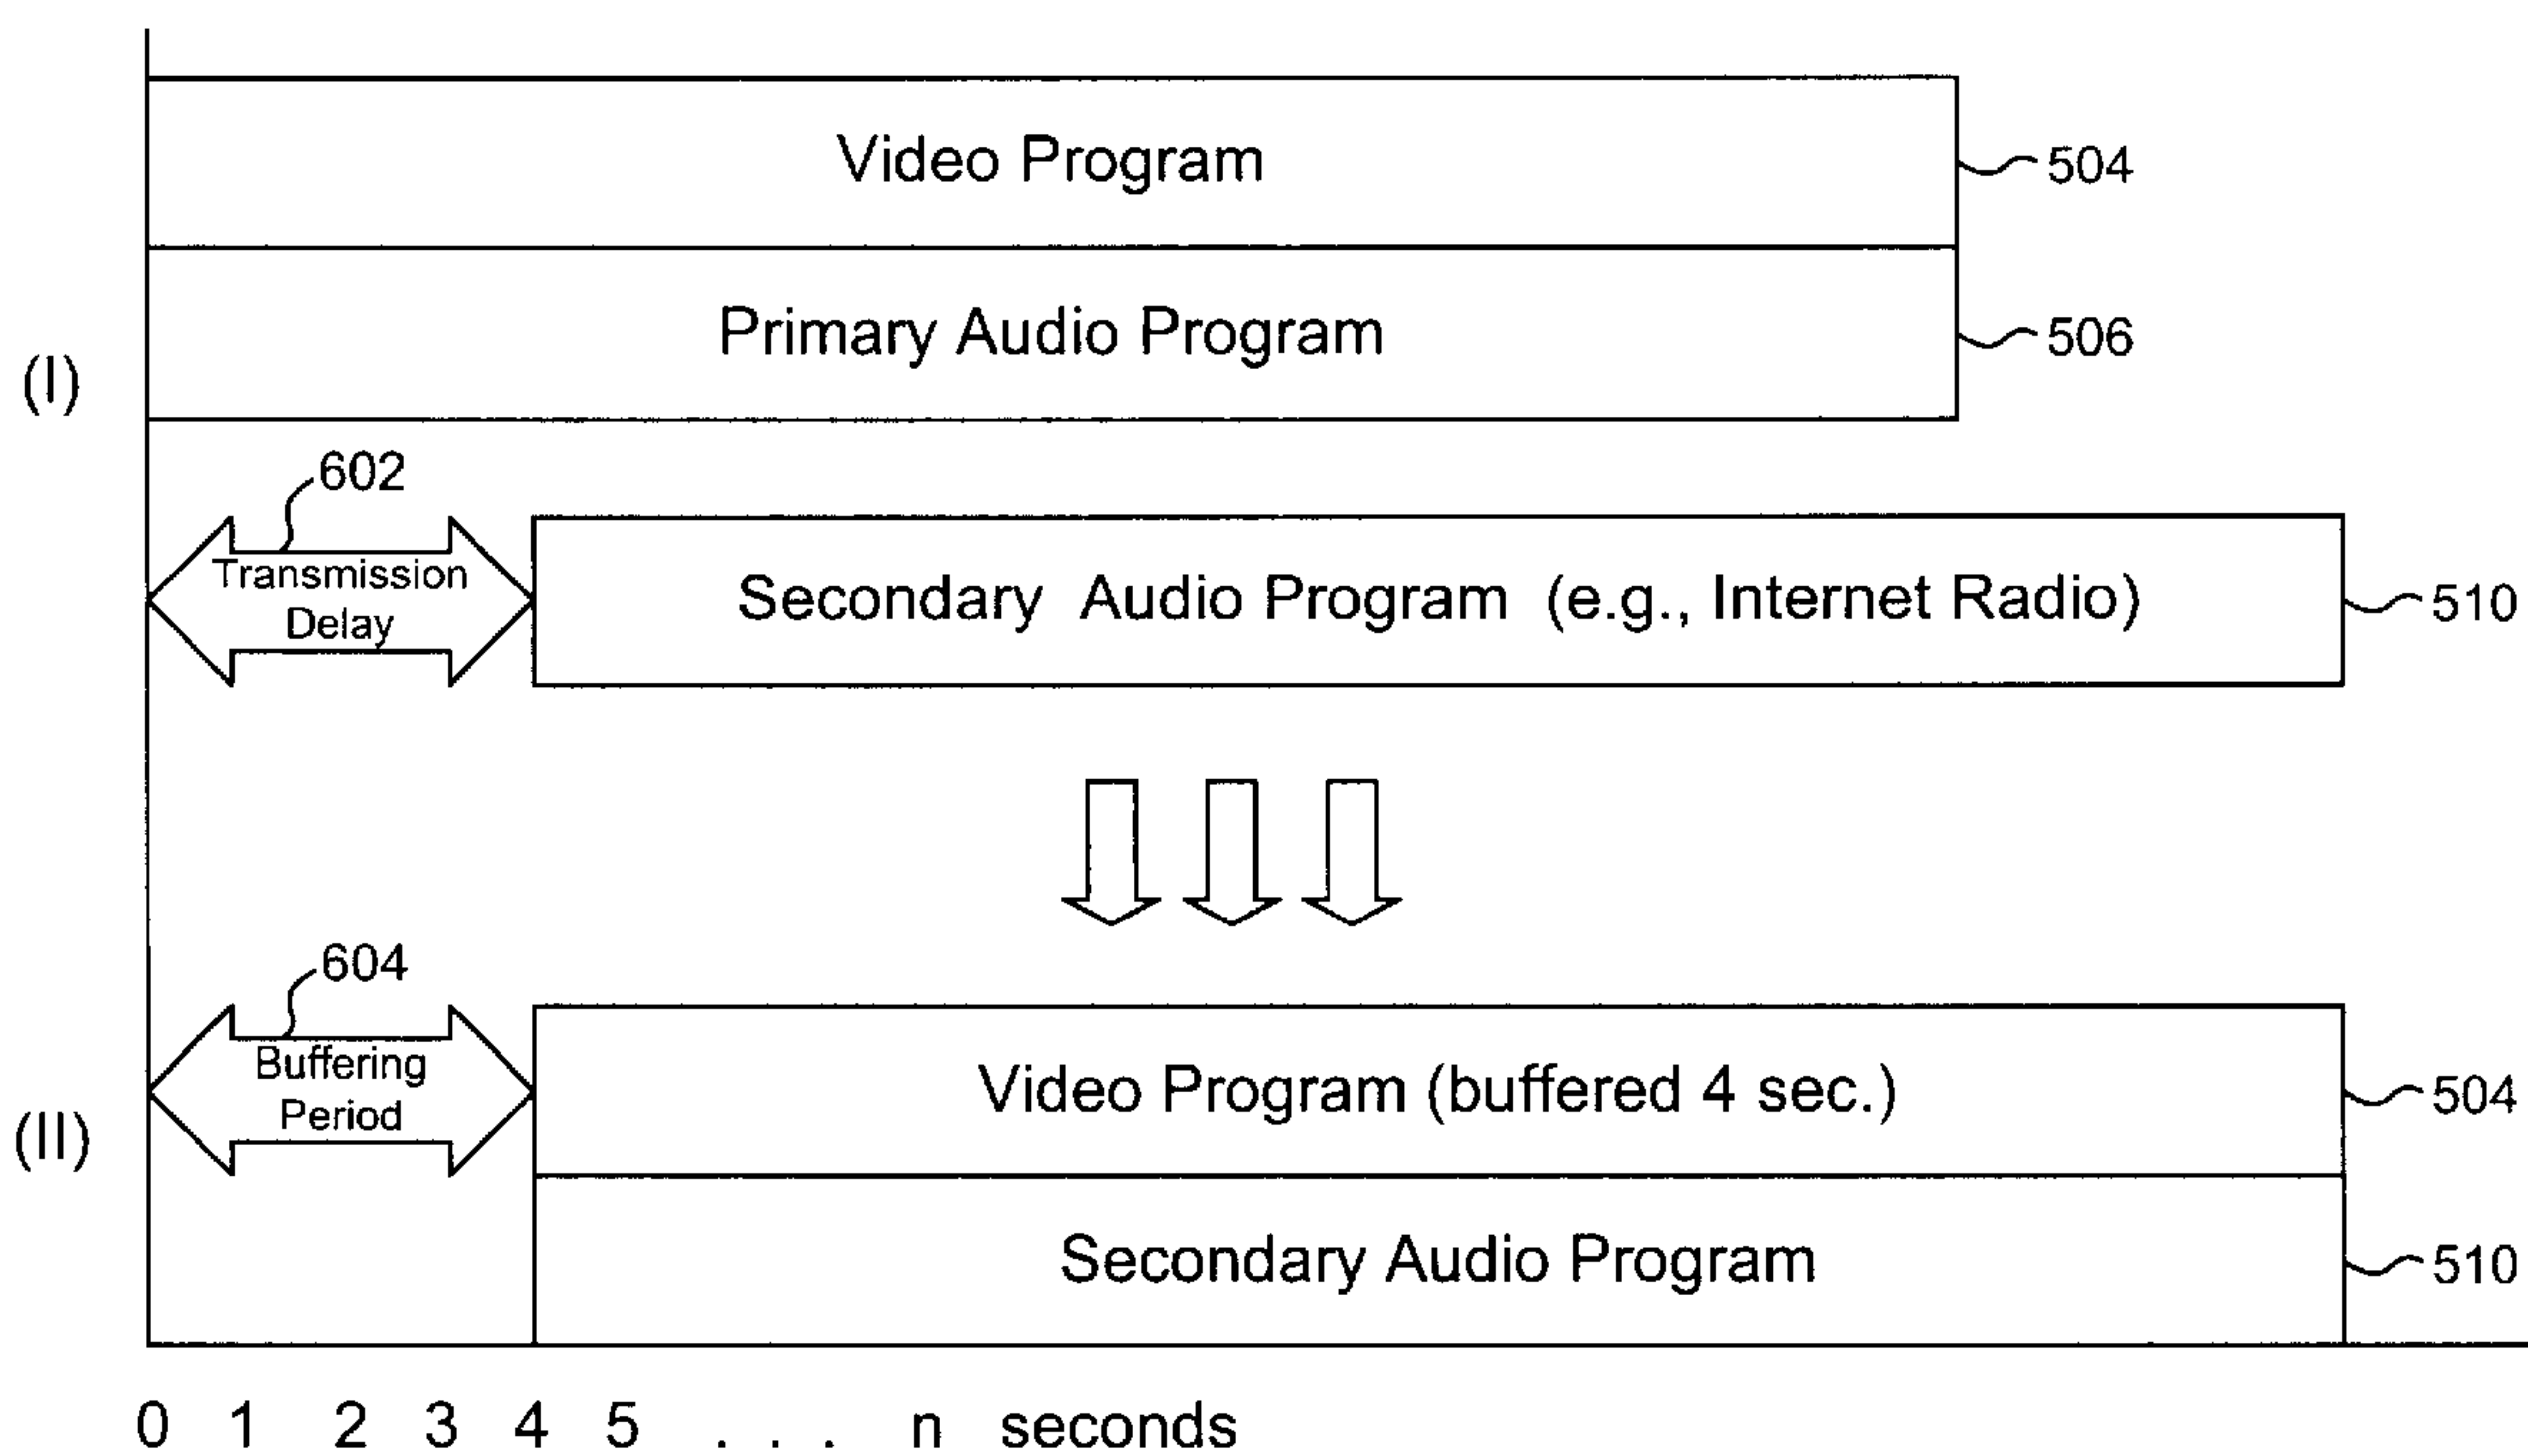 Video Program
504
Primary Audio Program
506
(I)
602
Transmission
Delay
Secondary Audio Program (e.g., Internet Radio)
510
604
Buffering
Period
Video Program (buffered 4 sec.)
504
(II)
Secondary Audio Program
510
0 1 2 3 4 5 . . . n seconds